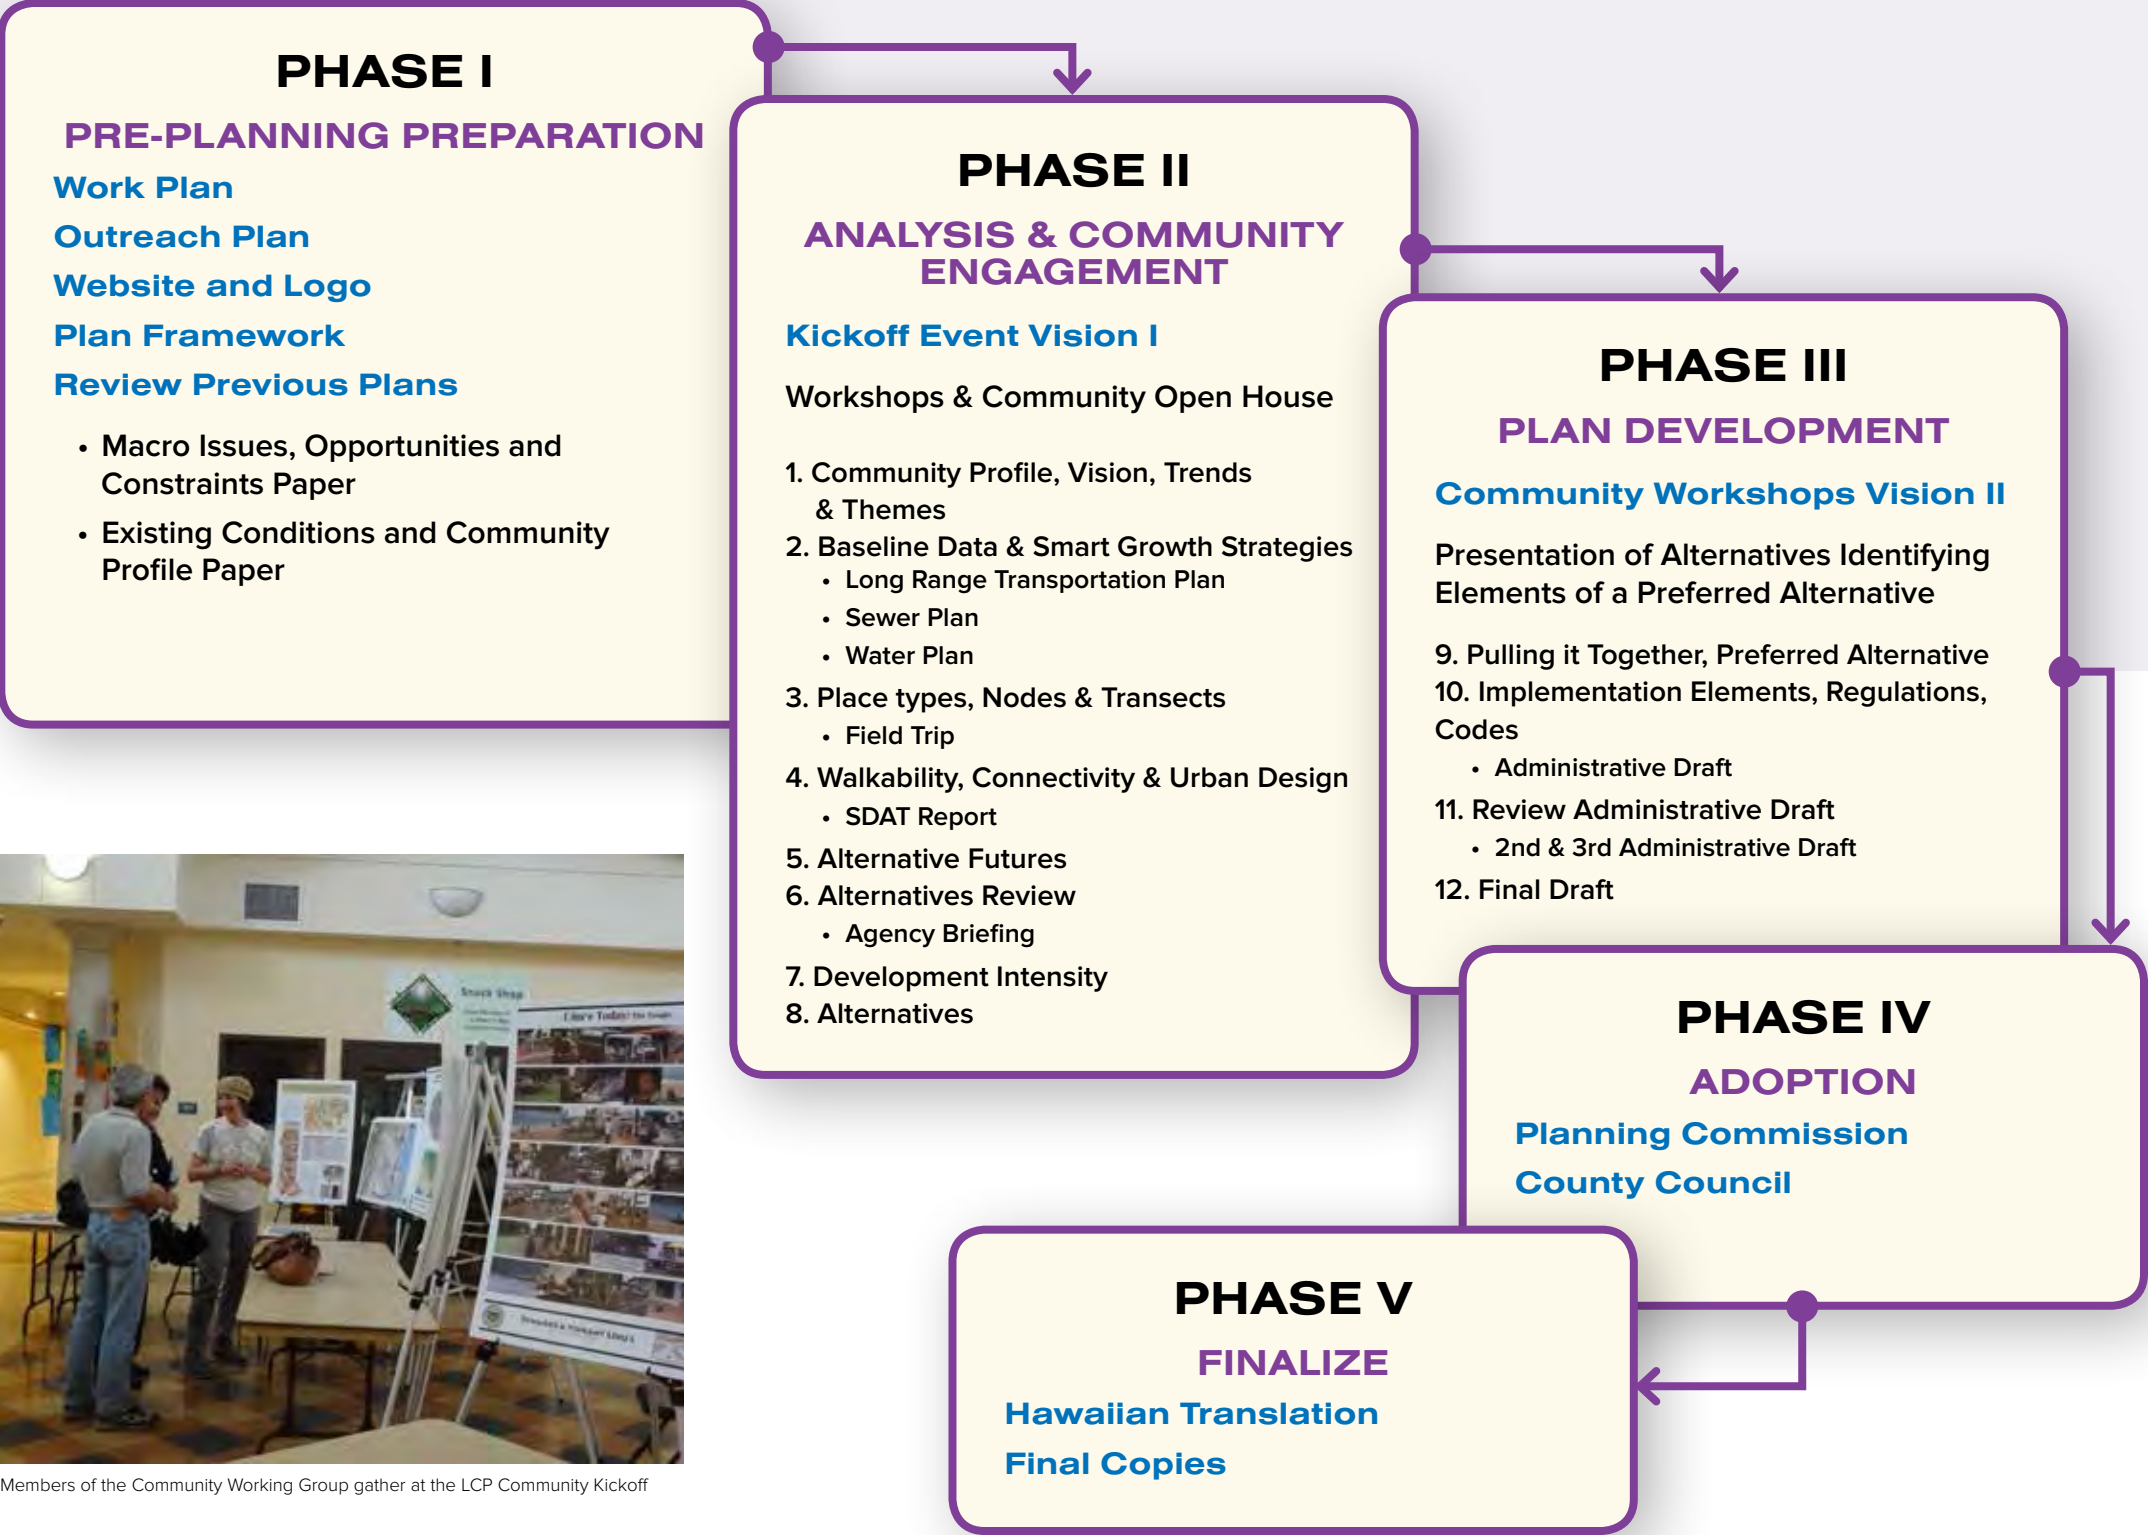 PHASE I
PRE-PLANNING PREPARATION
Work Plan
Outreach Plan
Website and Logo
Plan Framework
Review Previous Plans
• Macro Issues, Opportunities and
Constraints Paper
• Existing Conditions and Community
Profile Paper
PHASE II
ANALYSIS & COMMUNITY
ENGAGEMENT
Kickoff Event Vision I
Workshops & Community Open House
1. Community Profile, Vision, Trends
& Themes
2. Baseline Data & Smart Growth Strategies
• Long Range Transportation Plan
• Sewer Plan
• Water Plan
3. Place types, Nodes & Transects
• Field Trip
4. Walkability, Connectivity & Urban Design
• SDAT Report
5. Alternative Futures
6. Alternatives Review
• Agency Briefing
7. Development Intensity
8. Alternatives
PHASE III
PLAN DEVELOPMENT
Community Workshops Vision II
Presentation of Alternatives Identifying
Elements of a Preferred Alternative
9. Pulling it Together, Preferred Alternative
10. Implementation Elements, Regulations,
Codes
• Administrative Draft
11. Review Administrative Draft
• 2nd & 3rd Administrative Draft
12. Final Draft
PHASE IV
ADOPTION
Planning Commission
County Council
PHASE V
FINALIZE
Hawaiian Translation
Final Copies
Snack Shop
Members of the Community Working Group gather at the LCP Community Kickoff